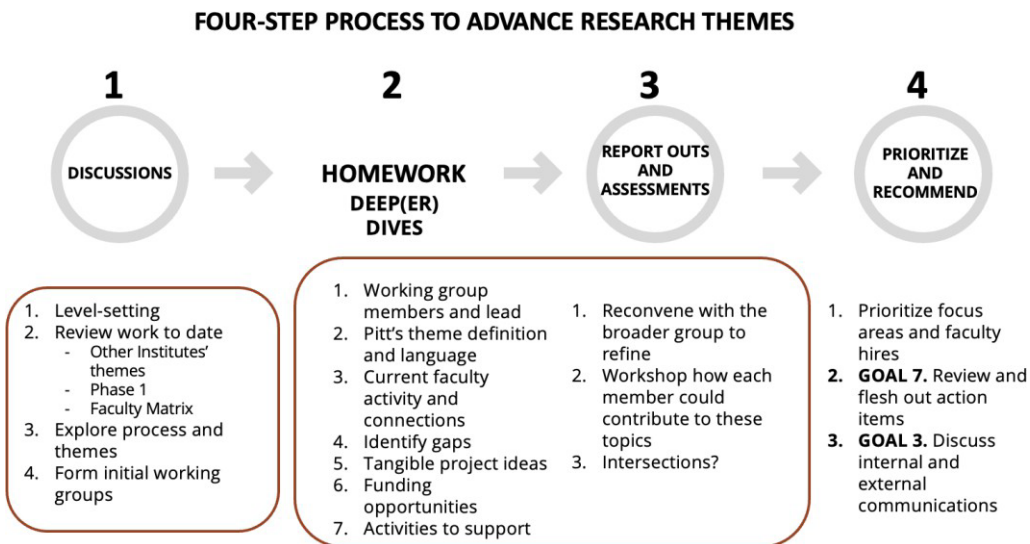 FOUR-STEP PROCESS TO ADVANCE RESEARCH THEMES
1
DISCUSSIONS
2
HOMEWORK
DEEP(ER)
DIVES
3
REPORT OUTS
AND
ASSESSMENTS
4
PRIORITIZE
AND
RECOMMEND
1. Level-setting
2. Review work to date
- Other Institutes'
themes
- Phase 1
- Faculty Matrix
3. Explore process and
themes
4. Form initial working
groups
1. Working group
members and lead
2. Pitt's theme definition
and language
3. Current faculty
activity and
connections
4. Identify gaps
5. Tangible project ideas
6. Funding
opportunities
7. Activities to support
1. Reconvene with the
broader group to
refine
2. Workshop how each
member could
contribute to these
topics
3. Intersections?
1. Prioritize focus
areas and faculty
hires
2. GOAL 7. Review and
flesh out action
items
3. GOAL 3. Discuss
internal and
external
communications